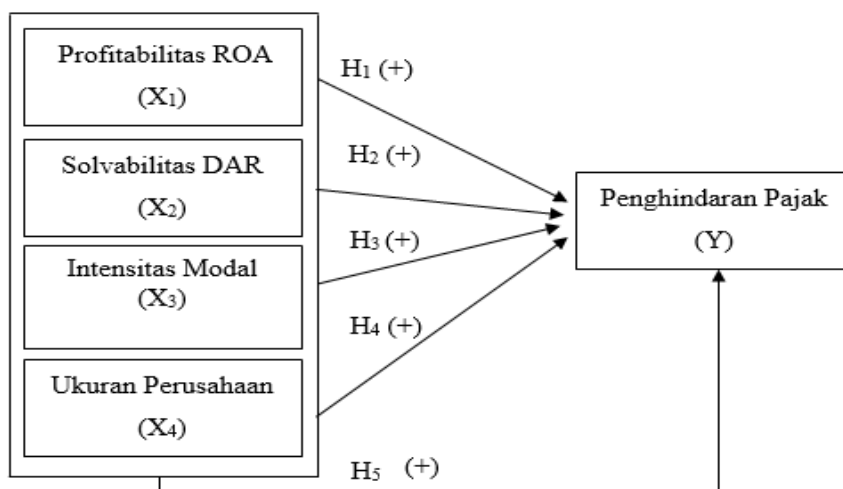 Profitabilitas ROA
(X₁)
Solvabilitas DAR
(X₂)
Intensitas Modal
(X₃)
Ukuran Perusahaan
(X₄)
H₁ (+)
H₂ (+)
H₃ (+)
H₄ (+)
H₅ (+)
Penghindaran Pajak
(Y)